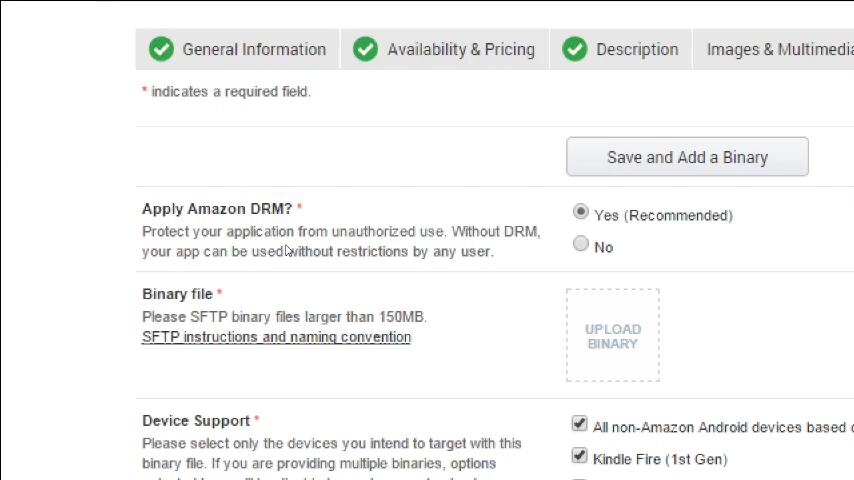 General Information Availability & Pricing Description Images & Multimedia
* indicates a required field.
Save and Add a Binary
Apply Amazon DRM? *
Protect your application from unauthorized use. Without DRM,
your app can be used without restrictions by any user.
Yes (Recommended)
No
Binary file *
Please SFTP binary files larger than 150MB.
SFTP instructions and naming convention
UPLOAD
BINARY
Device Support *
Please select only the devices you intend to target with this
binary file. If you are providing multiple binaries, options
All non-Amazon Android devices based
Kindle Fire (1st Gen)